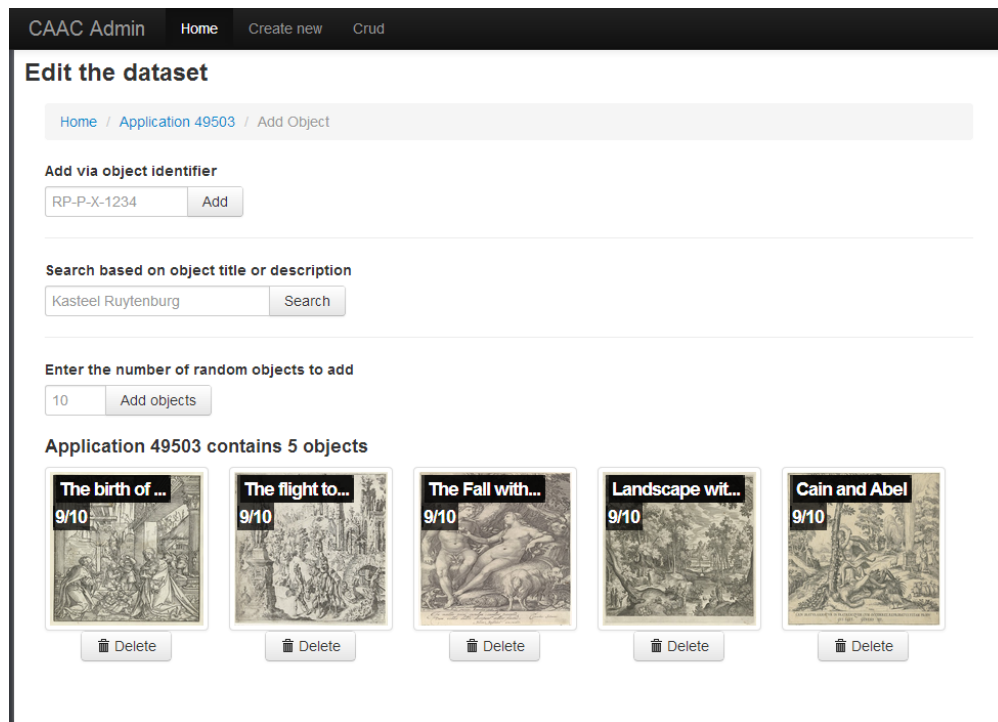 CAAC Admin Home Create new Crud
Edit the dataset
Home / Application 49503 / Add Object
Add via object identifier
RP-P-X-1234 Add
Search based on object title or description
Kasteel Ruytenburg Search
Enter the number of random objects to add
10 Add objects
Application 49503 contains 5 objects
The birth of ... The flight to... The Fall with... Landscape wit... Cain and Abel
9/10 9/10 9/10 9/10 9/10
Delete Delete Delete Delete Delete